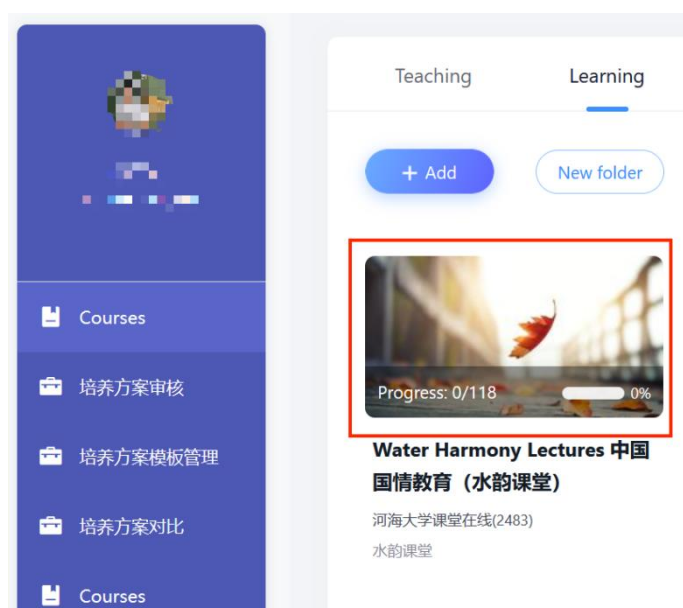 Courses
培养方案审核
培养方案模板管理
培养方案对比
Courses
Teaching
Learning
+ Add
New folder
Progress: 0/118
0%
Water Harmony Lectures 中国
国情教育（水韵课堂）
河海大学课堂在线(2483)
水韵课堂